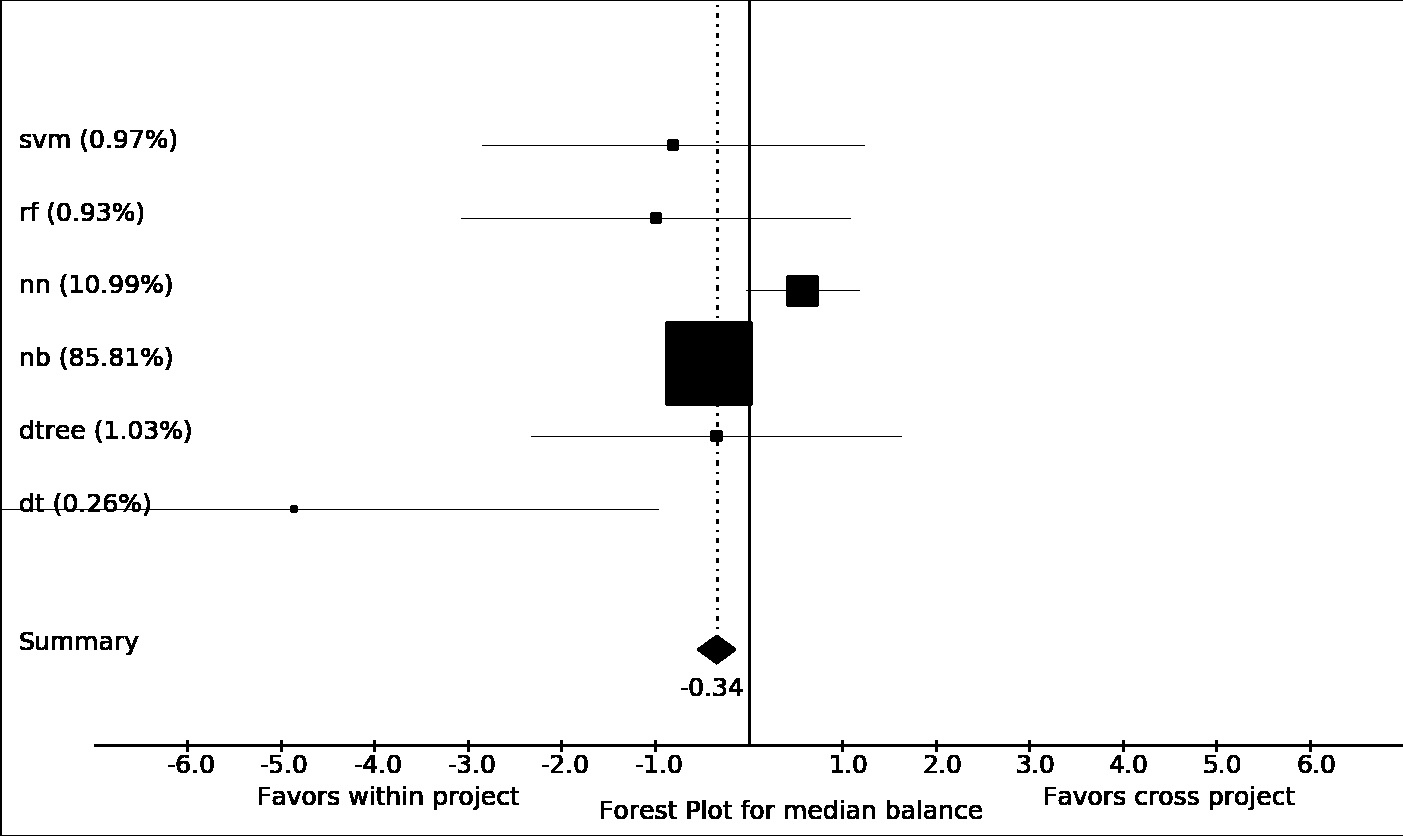 svm (0.97%)
rf (0.93%)
nn (10.99%)
nb (85.81%)
dtree (1.03%)
dt (0.26%)
Summary
-0.34
-6.0 -5.0 -4.0 -3.0 -2.0 -1.0 1.0 2.0 3.0 4.0 5.0 6.0
Favors within project Favors cross project
Forest Plot for median balance